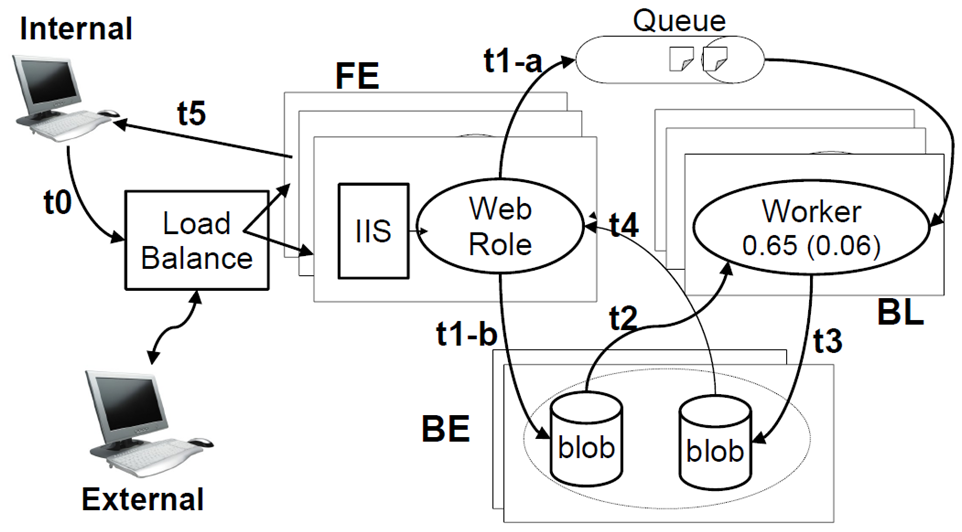 Internal
Queue
t1-a
FE
t5
t0
Load
Balance
IIS
Web
Role
t4
Worker
0.65 (0.06)
BL
t1-b
t2
t3
BE
blob
blob
External